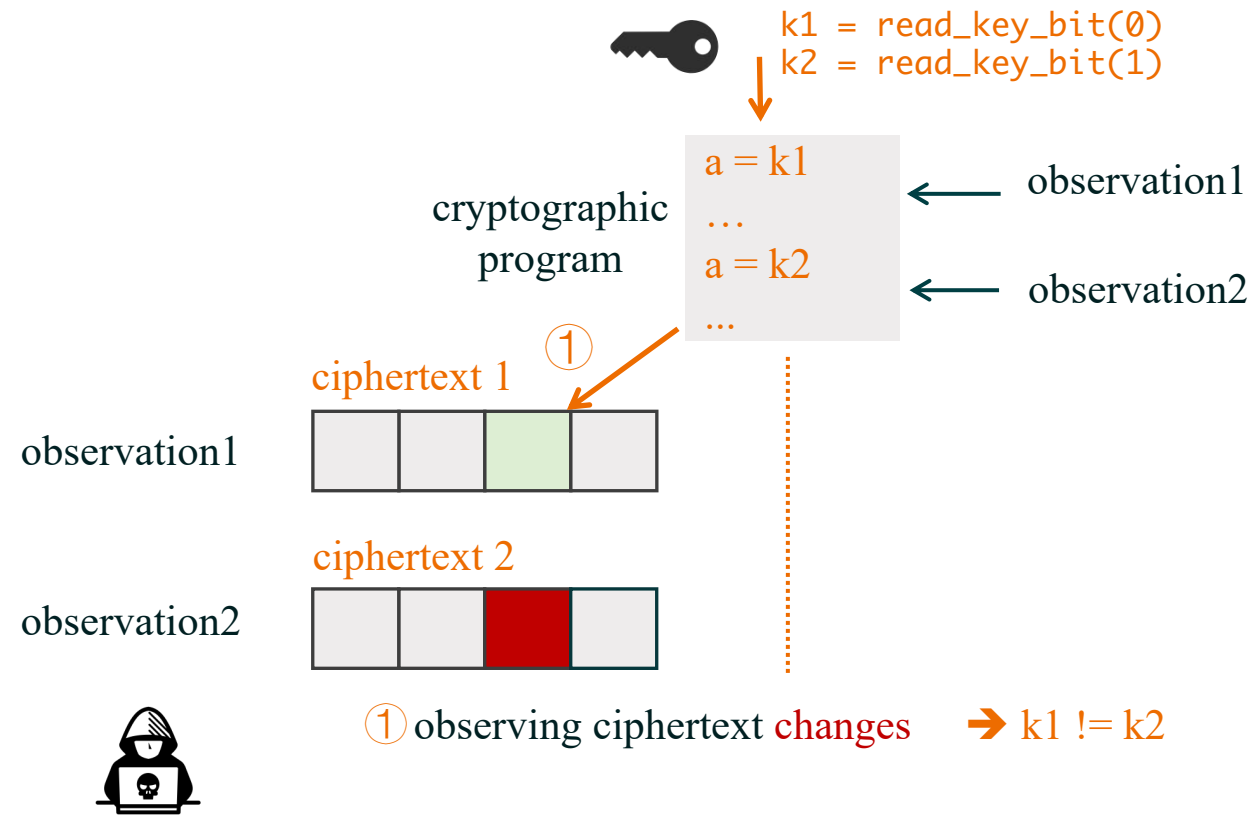 k1 = read_key_bit(0)
k2 = read_key_bit(1)
a = k1
…
a = k2
...
cryptographic
program
observation1
observation2
①
ciphertext 1
observation1
ciphertext 2
observation2
① observing ciphertext changes ➔ k1 != k2